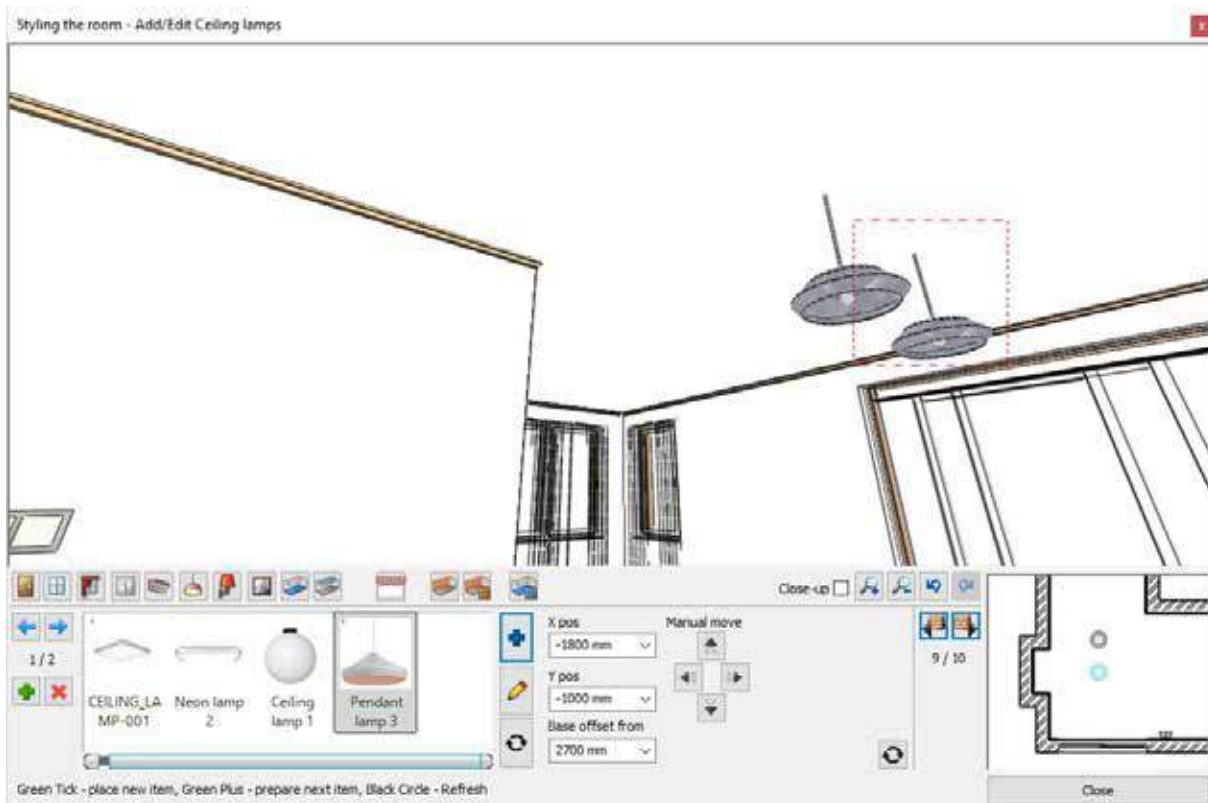 Styling the room - Add/Edit Ceiling lamps
x
Close-up
1 / 2
CEILING_LA
MP-001
Neon lamp
2
Ceiling
lamp 1
Pendant
lamp 3
X pos
-1800 mm
Y pos
-1000 mm
Base offset from
2700 mm
Manual move
9 / 10
Green Tick - place new item, Green Plus - prepare next item, Black Circle - Refresh
Close